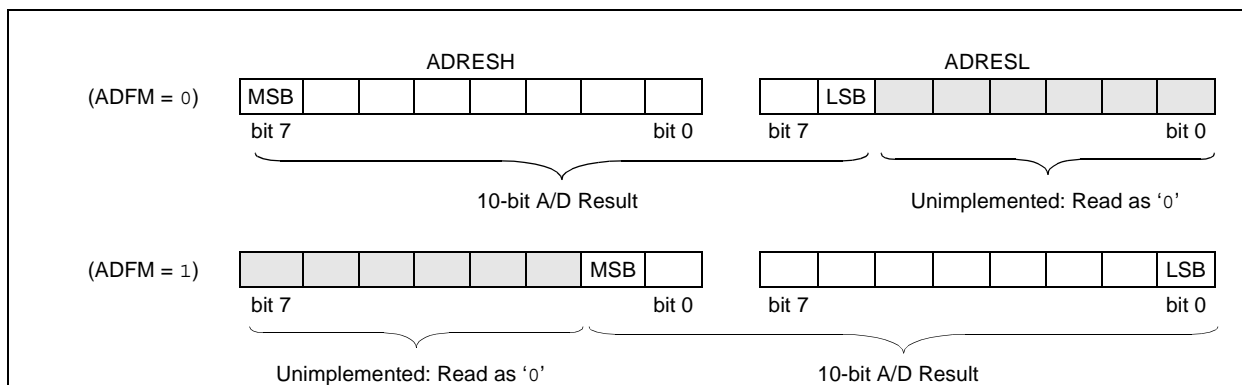 ADRESH ADRESL
(ADFM = 0) MSB LSB
bit 7 bit 0 bit 7 bit 0
10-bit A/D Result Unimplemented: Read as ‘0’
(ADFM = 1) MSB LSB
bit 7 bit 0 bit 7 bit 0
Unimplemented: Read as ‘0’ 10-bit A/D Result